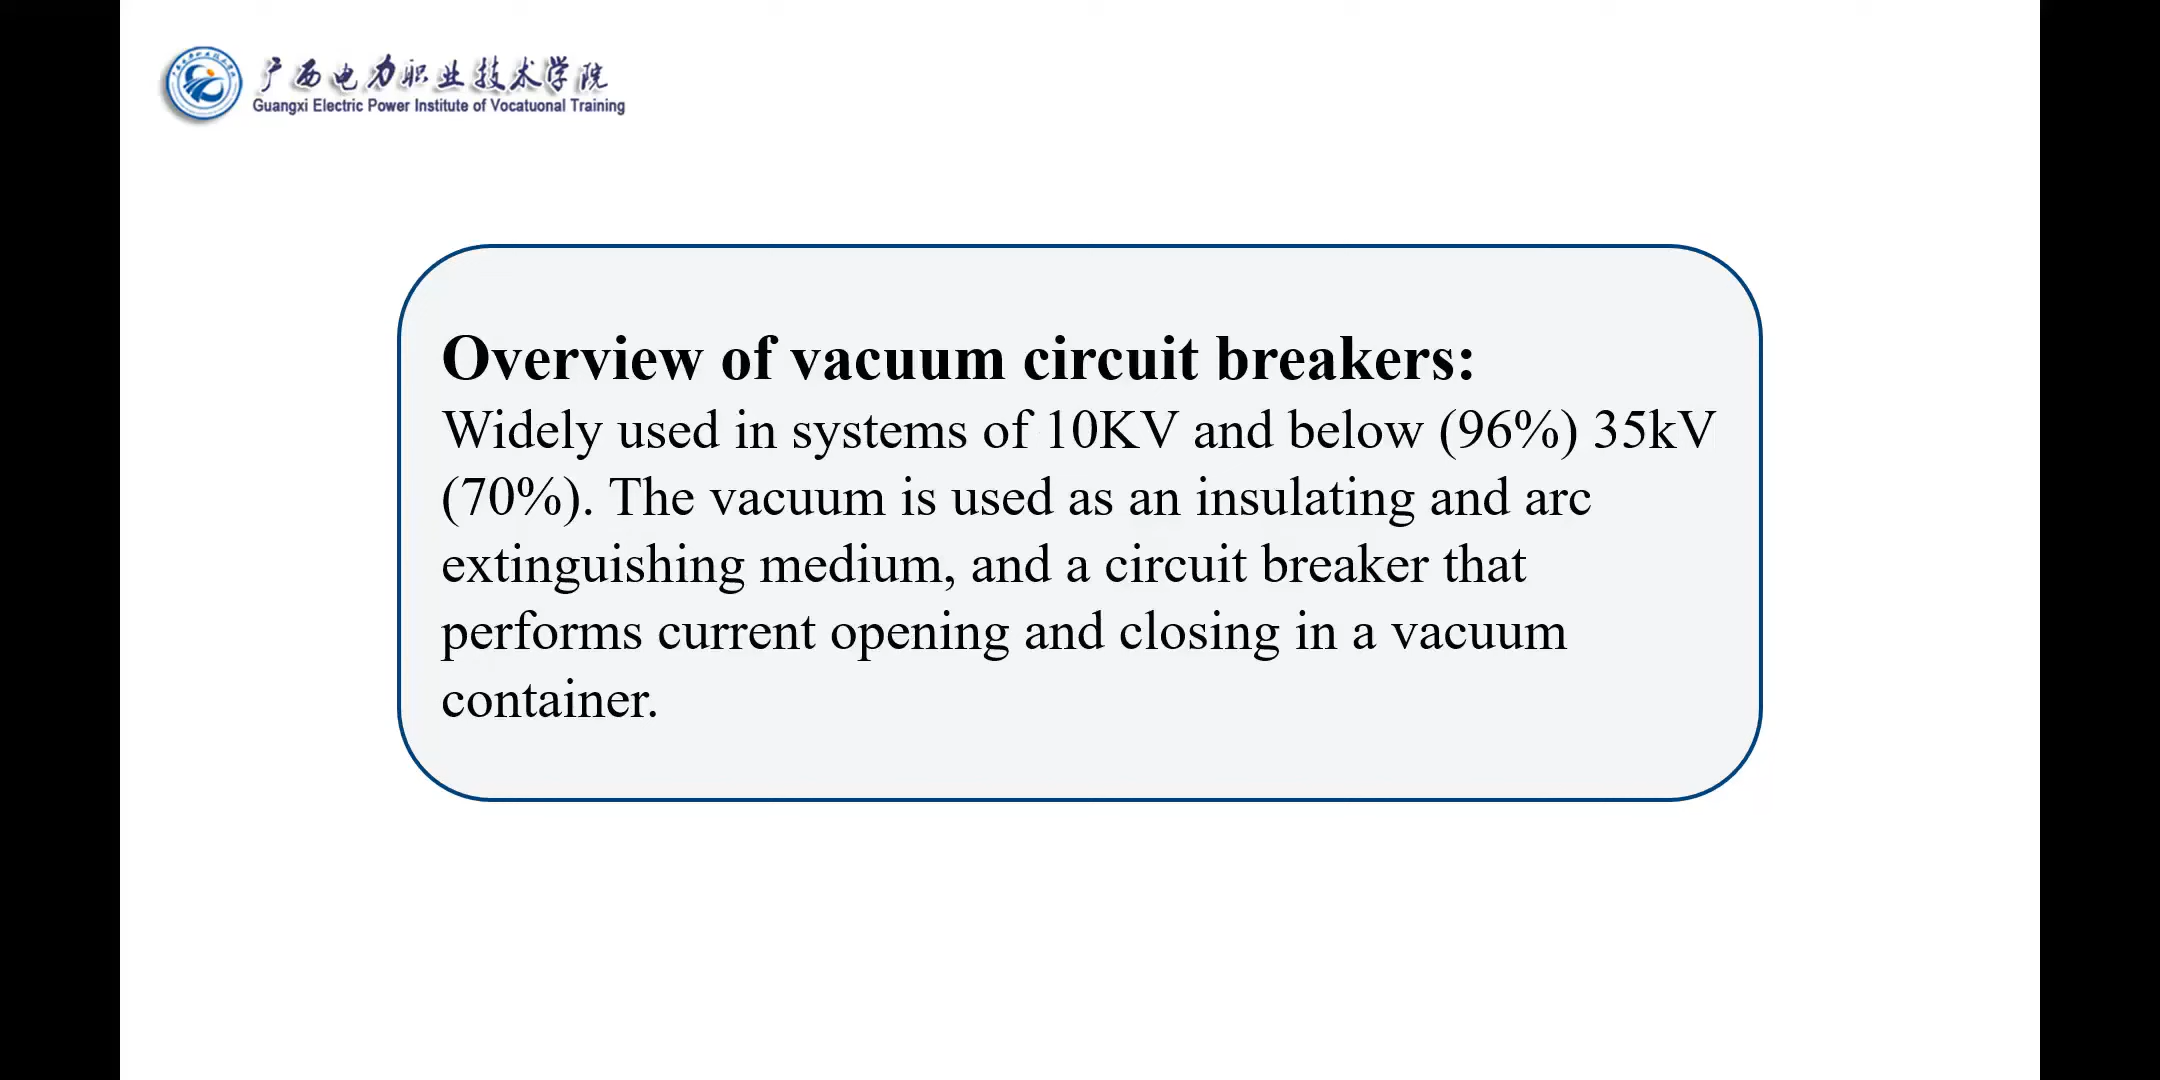 广西电力职业技术学院
Guangxi Electric Power Institute of Vocatuonal Training
Overview of vacuum circuit breakers:
Widely used in systems of 10KV and below (96%) 35kV
(70%). The vacuum is used as an insulating and arc
extinguishing medium, and a circuit breaker that
performs current opening and closing in a vacuum
container.